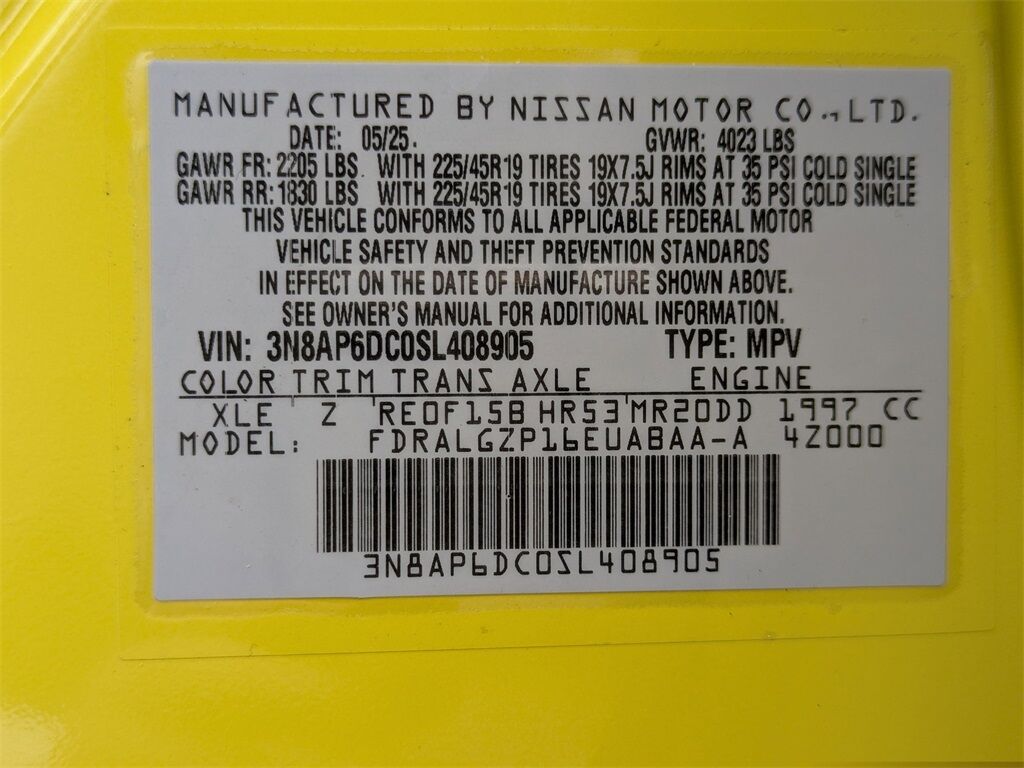 MANUFACTURED BY NISSAN MOTOR CO., LTD.
DATE: 05/25. GVWR: 4023 LBS
GAWR FR: 2205 LBS WITH 225/45R19 TIRES 19X7.5J RIMS AT 35 PSI COLD SINGLE
GAWR RR: 1830 LBS WITH 225/45R19 TIRES 19X7.5J RIMS AT 35 PSI COLD SINGLE
THIS VEHICLE CONFORMS TO ALL APPLICABLE FEDERAL MOTOR
VEHICLE SAFETY AND THEFT PREVENTION STANDARDS
IN EFFECT ON THE DATE OF MANUFACTURE SHOWN ABOVE.
SEE OWNER'S MANUAL FOR ADDITIONAL INFORMATION.
VIN: 3N8AP6DC0SL408905 TYPE: MPV
COLOR TRIM TRANS AXLE ENGINE
XLE Z RE0F15B HR53 MR20DD 1997 CC
MODEL: FDRALGZP16EUABAA-A 4Z000
3N8AP6DC0SL408905